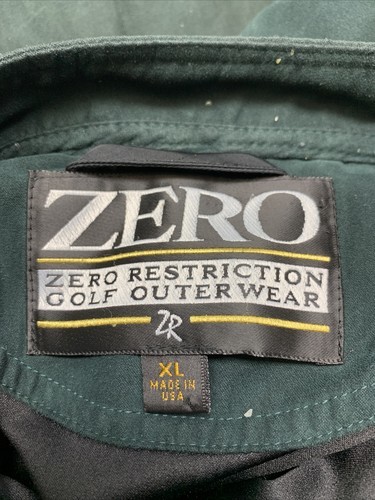 ZERO
ZERO RESTRICTION
GOLF OUTERWEAR
ZR
XL
MADE IN
USA